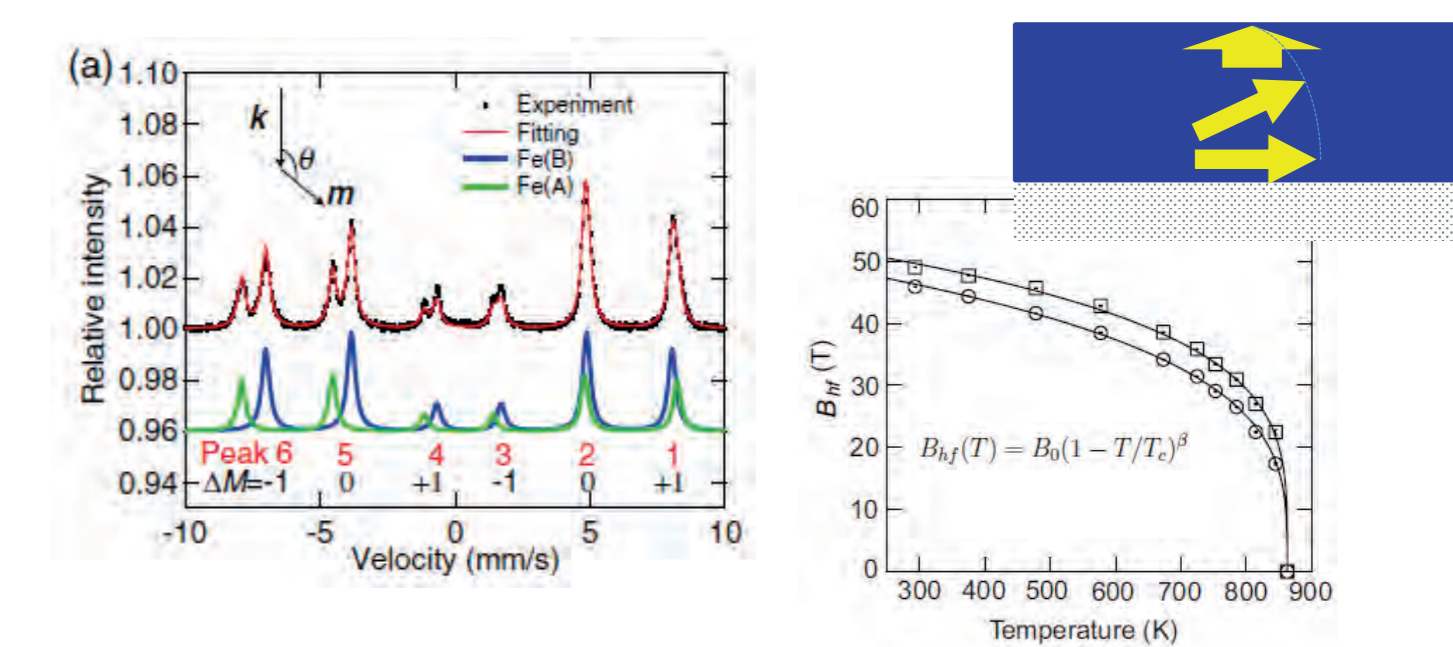 (a)
1.10
1.08
1.06
1.04
1.02
1.00
0.98
0.96
0.94
Relative intensity
k
θ
m
Experiment
Fitting
Fe(B)
Fe(A)
Peak 6 5 4 3 2 1
ΔM=-1 0 +1 -1 0 +1
-10 -5 0 5 10
Velocity (mm/s)
60
50
40
30
20
10
0
B_hf (T)
B_hf(T) = B_0(1 − T/T_c)^β
300 400 500 600 700 800 900
Temperature (K)